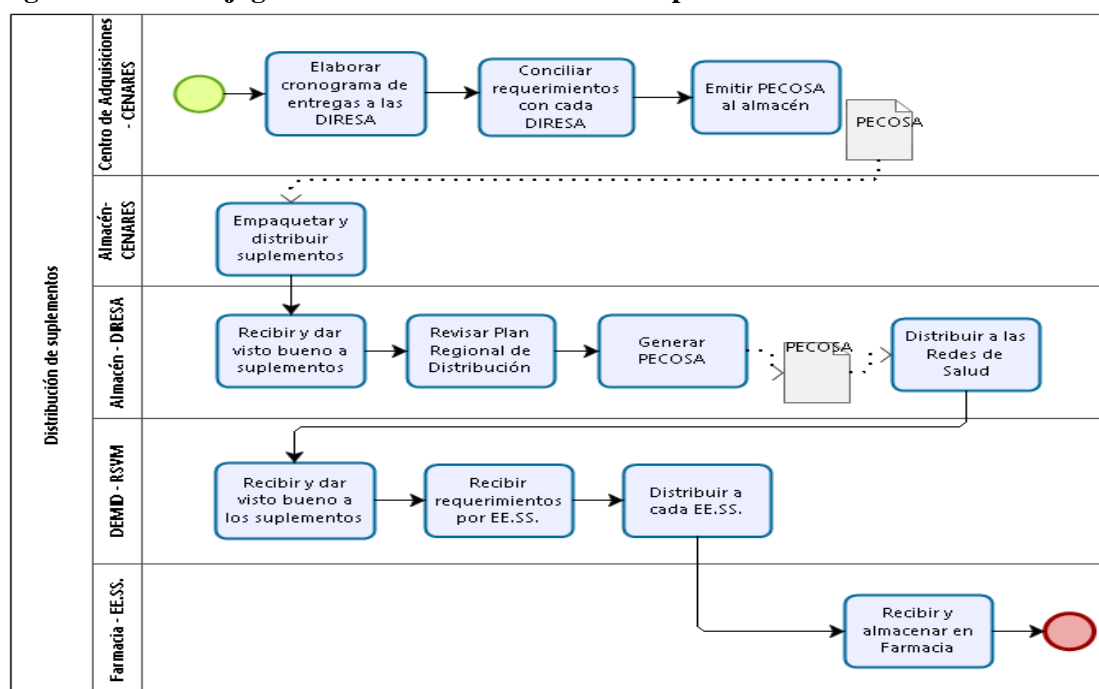 Distribución de suplementos
Centro de Adquisiciones
- CENARES
Elaborar
cronograma de
entregas a las
DIRESA
Conciliar
requerimientos
con cada
DIRESA
Emitir PECOSA
al almacén
PECOSA
Almacén-
CENARES
Empaquetar y
distribuir
suplementos
Almacén - DIRESA
Recibir y dar
visto bueno a
suplementos
Revisar Plan
Regional de
Distribución
Generar
PECOSA
PECOSA
Distribuir a las
Redes de
Salud
DEMID - RSVM
Recibir y dar
visto bueno a
los suplementos
Recibir
requerimientos
por EE.SS.
Distribuir a
cada EE.SS.
Farmacia - EE.SS.
Recibir y
almacenar en
Farmacia